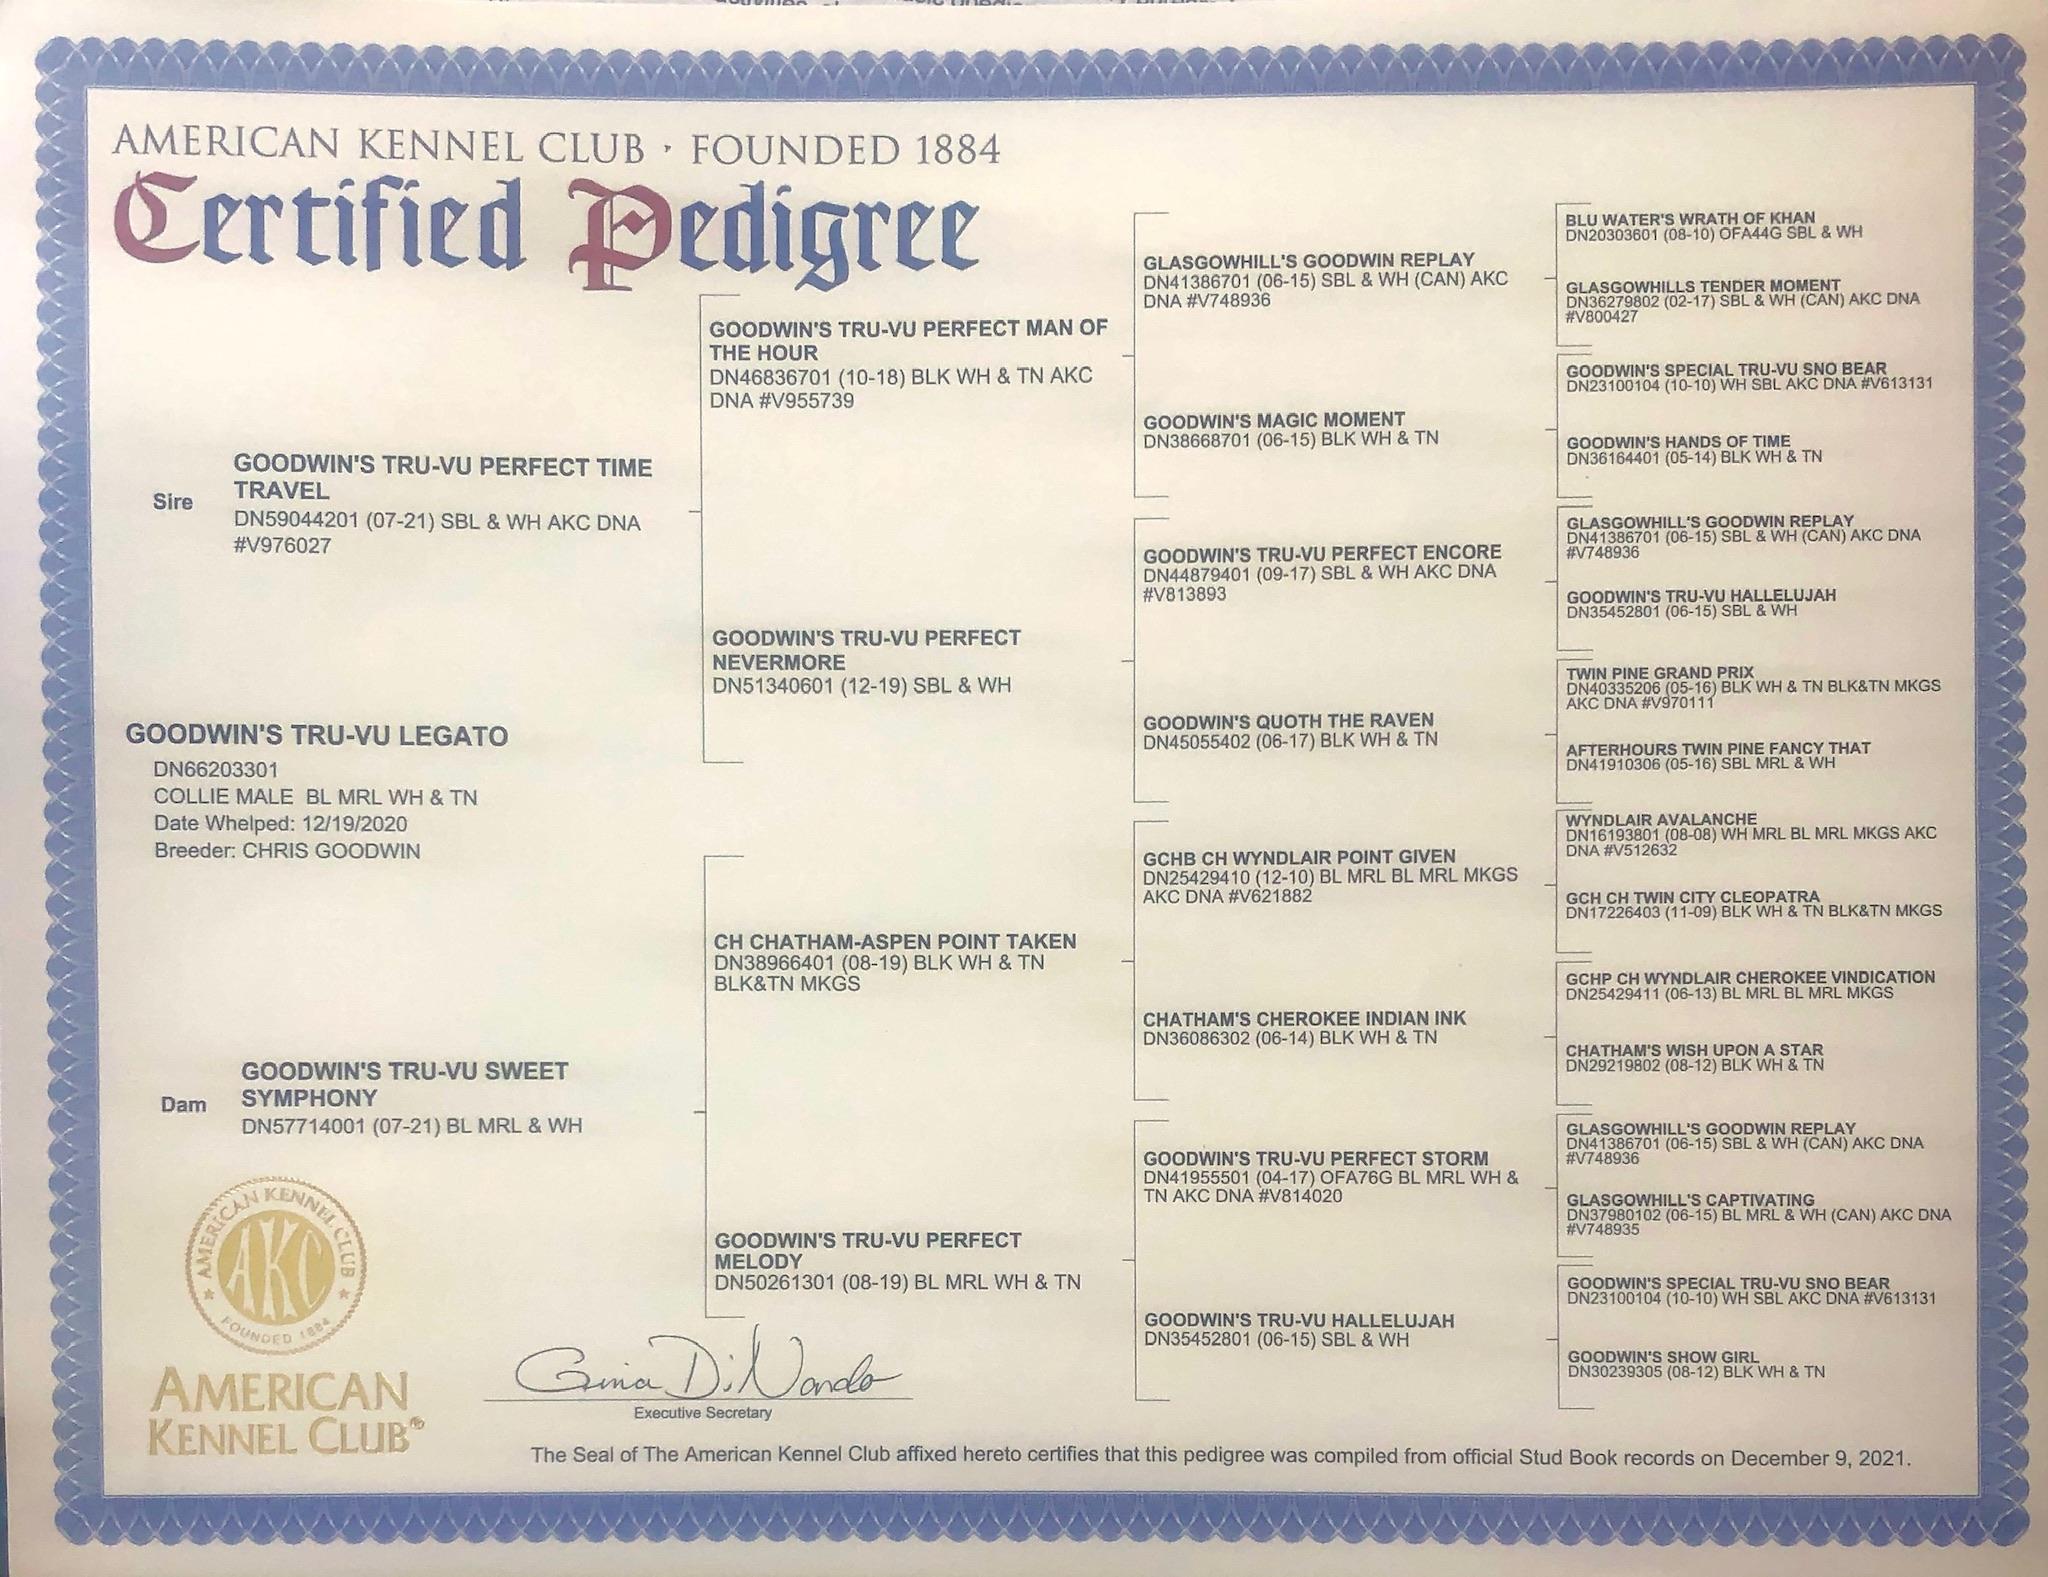 AMERICAN KENNEL CLUB · FOUNDED 1884
Certified Pedigree
Sire
GOODWIN'S TRU-VU PERFECT TIME
TRAVEL
DN59044201 (07-21) SBL & WH AKC DNA
#V976027
GOODWIN'S TRU-VU LEGATO
DN66203301
COLLIE MALE BL MRL WH & TN
Date Whelped: 12/19/2020
Breeder: CHRIS GOODWIN
Dam
GOODWIN'S TRU-VU SWEET
SYMPHONY
DN57714001 (07-21) BL MRL & WH
GOODWIN'S TRU-VU PERFECT MAN OF
THE HOUR
DN46836701 (10-18) BLK WH & TN AKC
DNA #V955739
GOODWIN'S TRU-VU PERFECT
NEVERMORE
DN51340601 (12-19) SBL & WH
CH CHATHAM-ASPEN POINT TAKEN
DN38966401 (08-19) BLK WH & TN
BLK&TN MKGS
GOODWIN'S TRU-VU PERFECT
MELODY
DN50261301 (08-19) BL MRL WH & TN
GLASGOWHILL'S GOODWIN REPLAY
DN41386701 (06-15) SBL & WH (CAN) AKC
DNA #V748936
GOODWIN'S MAGIC MOMENT
DN38668701 (06-15) BLK WH & TN
GOODWIN'S TRU-VU PERFECT ENCORE
DN44879401 (09-17) SBL & WH AKC DNA
#V813893
GOODWIN'S QUOTH THE RAVEN
DN45055402 (06-17) BLK WH & TN
GCHB CH WYNDLAIR POINT GIVEN
DN25429410 (12-10) BL MRL BL MRL MKGS
AKC DNA #V621882
CHATHAM'S CHEROKEE INDIAN INK
DN36086302 (06-14) BLK WH & TN
GOODWIN'S TRU-VU PERFECT STORM
DN41955501 (04-17) OFA76G BL MRL WH &
TN AKC DNA #V814020
GOODWIN'S TRU-VU HALLELUJAH
DN35452801 (06-15) SBL & WH
BLU WATER'S WRATH OF KHAN
DN20303601 (08-10) OFA44G SBL & WH
GLASGOWHILLS TENDER MOMENT
DN36279802 (02-17) SBL & WH (CAN) AKC DNA
#V800427
GOODWIN'S SPECIAL TRU-VU SNO BEAR
DN23100104 (10-10) WH SBL AKC DNA #V613131
GOODWIN'S HANDS OF TIME
DN36164401 (05-14) BLK WH & TN
GLASGOWHILL'S GOODWIN REPLAY
DN41386701 (06-15) SBL & WH (CAN) AKC DNA
#V748936
GOODWIN'S TRU-VU HALLELUJAH
DN35452801 (06-15) SBL & WH
TWIN PINE GRAND PRIX
DN40335206 (05-16) BLK WH & TN BLK&TN MKGS
AKC DNA #V970111
AFTERHOURS TWIN PINE FANCY THAT
DN41910306 (05-16) SBL MRL & WH
WYNDLAIR AVALANCHE
DN16193801 (08-08) WH MRL BL MRL MKGS AKC
DNA #V512632
GCH CH TWIN CITY CLEOPATRA
DN17226403 (11-09) BLK WH & TN BLK&TN MKGS
GCHP CH WYNDLAIR CHEROKEE VINDICATION
DN25429411 (06-13) BL MRL BL MRL MKGS
CHATHAM'S WISH UPON A STAR
DN29219802 (08-12) BLK WH & TN
GLASGOWHILL'S GOODWIN REPLAY
DN41386701 (06-15) SBL & WH (CAN) AKC DNA
#V748936
GLASGOWHILL'S CAPTIVATING
DN37980102 (06-15) BL MRL & WH (CAN) AKC DNA
#V748935
GOODWIN'S SPECIAL TRU-VU SNO BEAR
DN23100104 (10-10) WH SBL AKC DNA #V613131
GOODWIN'S SHOW GIRL
DN30239305 (08-12) BLK WH & TN
AMERICAN KENNEL CLUB
AKC
FOUNDED 1884
AMERICAN
KENNEL CLUB®
Gina DiNardo
Executive Secretary
The Seal of The American Kennel Club affixed hereto certifies that this pedigree was compiled from official Stud Book records on December 9, 2021.